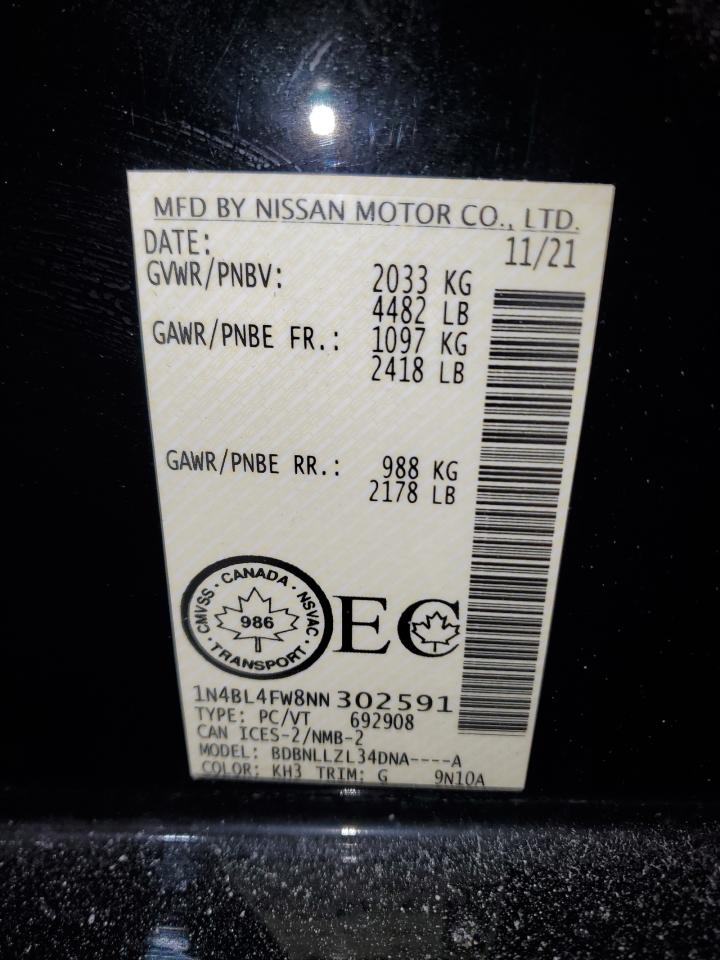 MFD BY NISSAN MOTOR CO., LTD.
DATE: 11/21
GVWR/PNBV: 2033 KG
4482 LB
GAWR/PNBE FR.: 1097 KG
2418 LB
GAWR/PNBE RR.: 988 KG
2178 LB
CMVSS · CANADA · NSVAC · TRANSPORT ·
986
EC
1N4BL4FW8NN302591
TYPE: PC/VT 692908
CAN ICES-2/NMB-2
MODEL: BDBNLLZL34DNA----A
COLOR: KH3 TRIM: G 9N10A